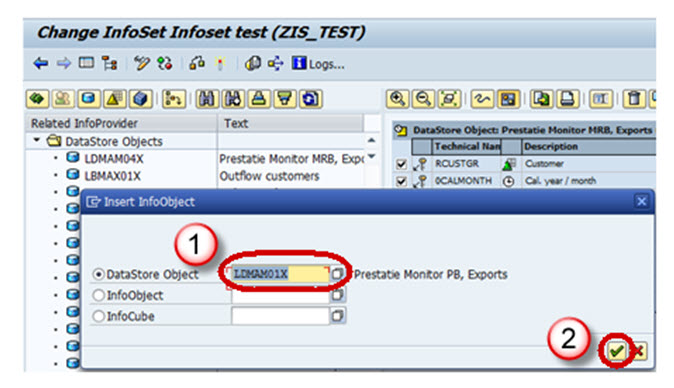 Change InfoSet Infoset test (ZIS_TEST)
Logs...
Related InfoProvider Text
DataStore Objects
LDMAM04X Prestatie Monitor MRB, Expo
LBMAX01X Outflow customers
DataStore Object: Prestatie Monitor MRB, Exports
Technical Nan Description
RCUSTGR Customer
0CALMONTH Cal. year / month
Insert InfoObject
1
DataStore Object LDMAM01X Prestatie Monitor PB, Exports
InfoObject
InfoCube
2